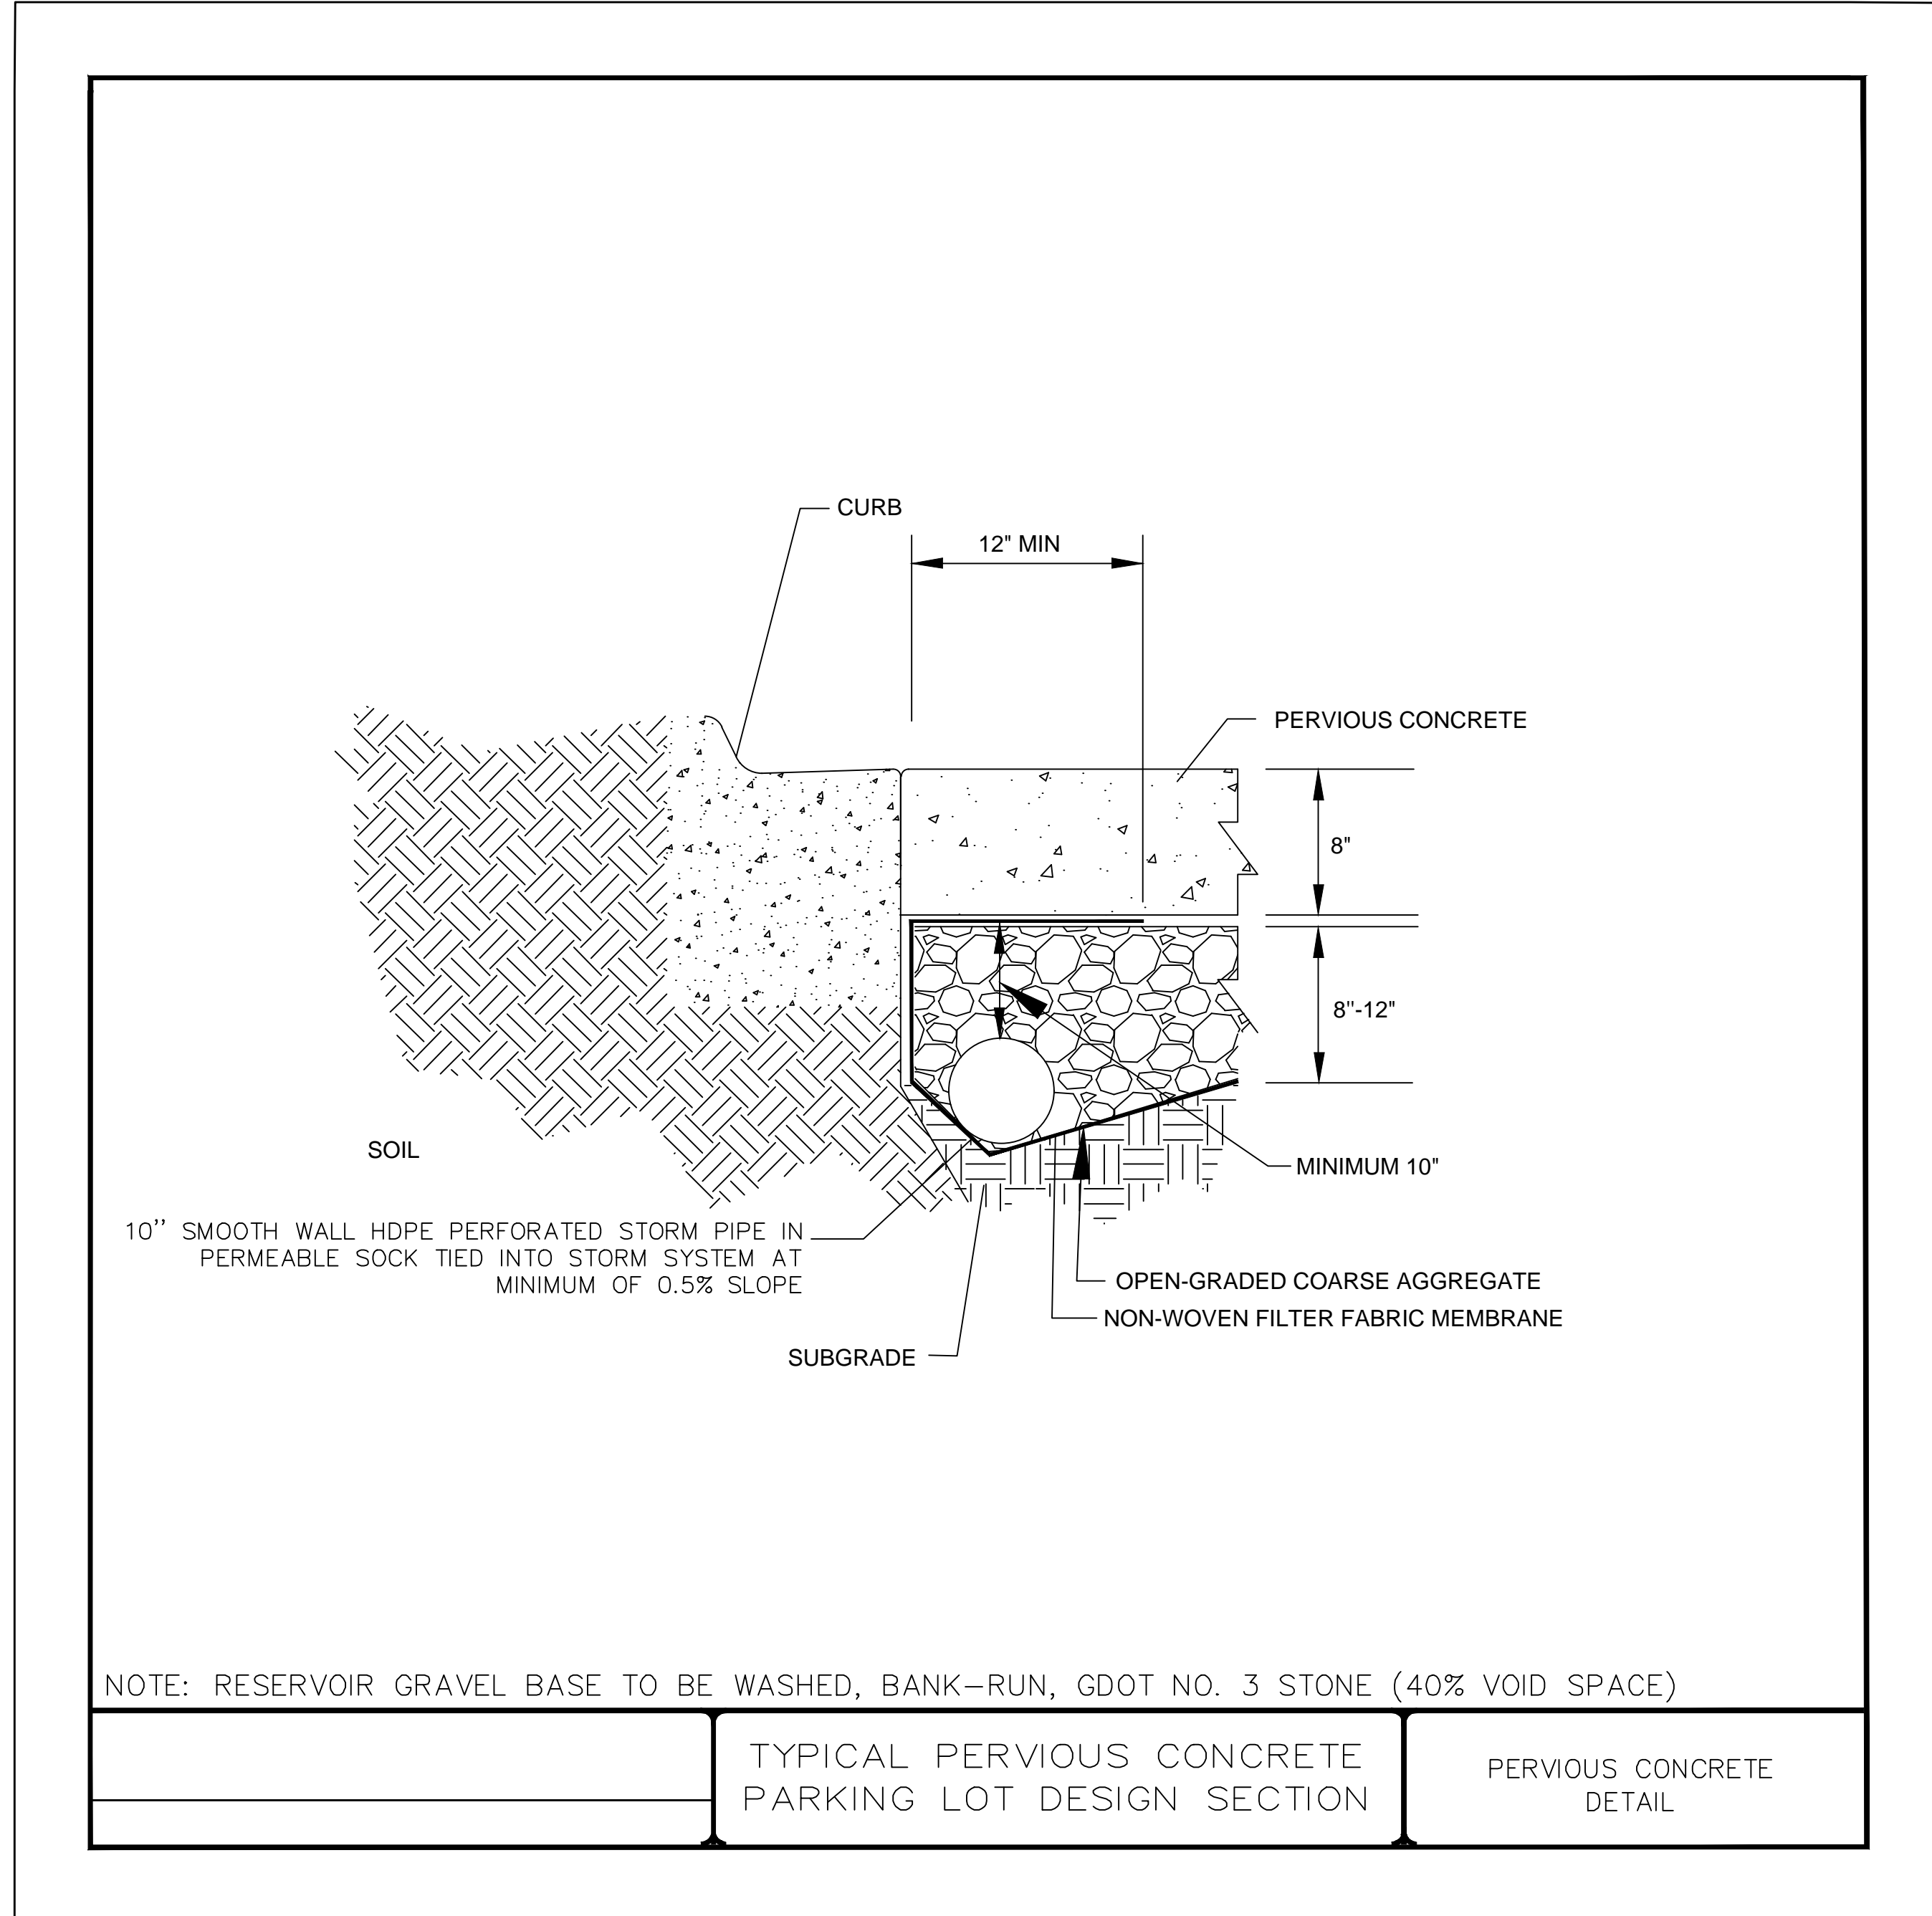 CURB
12" MIN
PERVIOUS CONCRETE
8"
8"-12"
SOIL
MINIMUM 10"
10'' SMOOTH WALL HDPE PERFORATED STORM PIPE IN
PERMEABLE SOCK TIED INTO STORM SYSTEM AT
MINIMUM OF 0.5% SLOPE
OPEN-GRADED COARSE AGGREGATE
NON-WOVEN FILTER FABRIC MEMBRANE
SUBGRADE
NOTE: RESERVOIR GRAVEL BASE TO BE WASHED, BANK-RUN, GDOT NO. 3 STONE (40% VOID SPACE)
TYPICAL PERVIOUS CONCRETE
PARKING LOT DESIGN SECTION
PERVIOUS CONCRETE
DETAIL